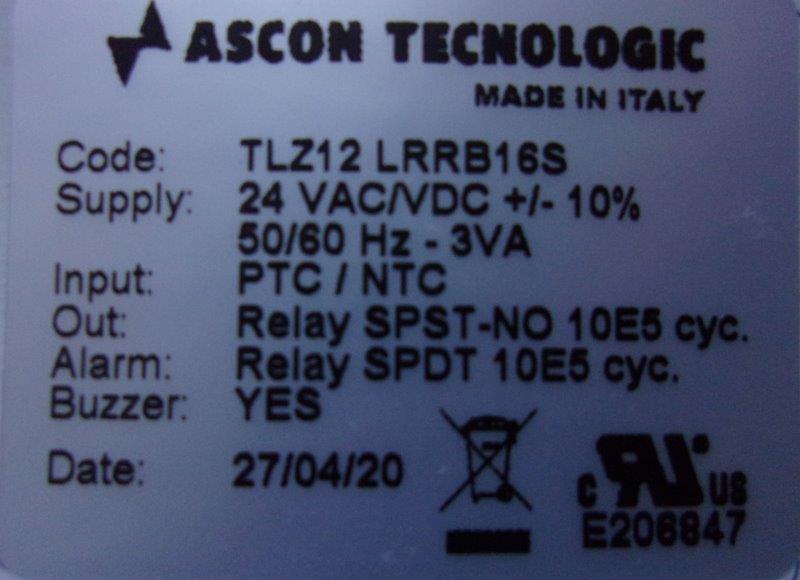 ASCON TECNOLOGIC
MADE IN ITALY
Code: TLZ12 LRRB16S
Supply: 24 VAC/VDC +/- 10%
50/60 Hz - 3VA
Input: PTC / NTC
Out: Relay SPST-NO 10E5 cyc.
Alarm: Relay SPDT 10E5 cyc.
Buzzer: YES
Date: 27/04/20
c RU US
E206847